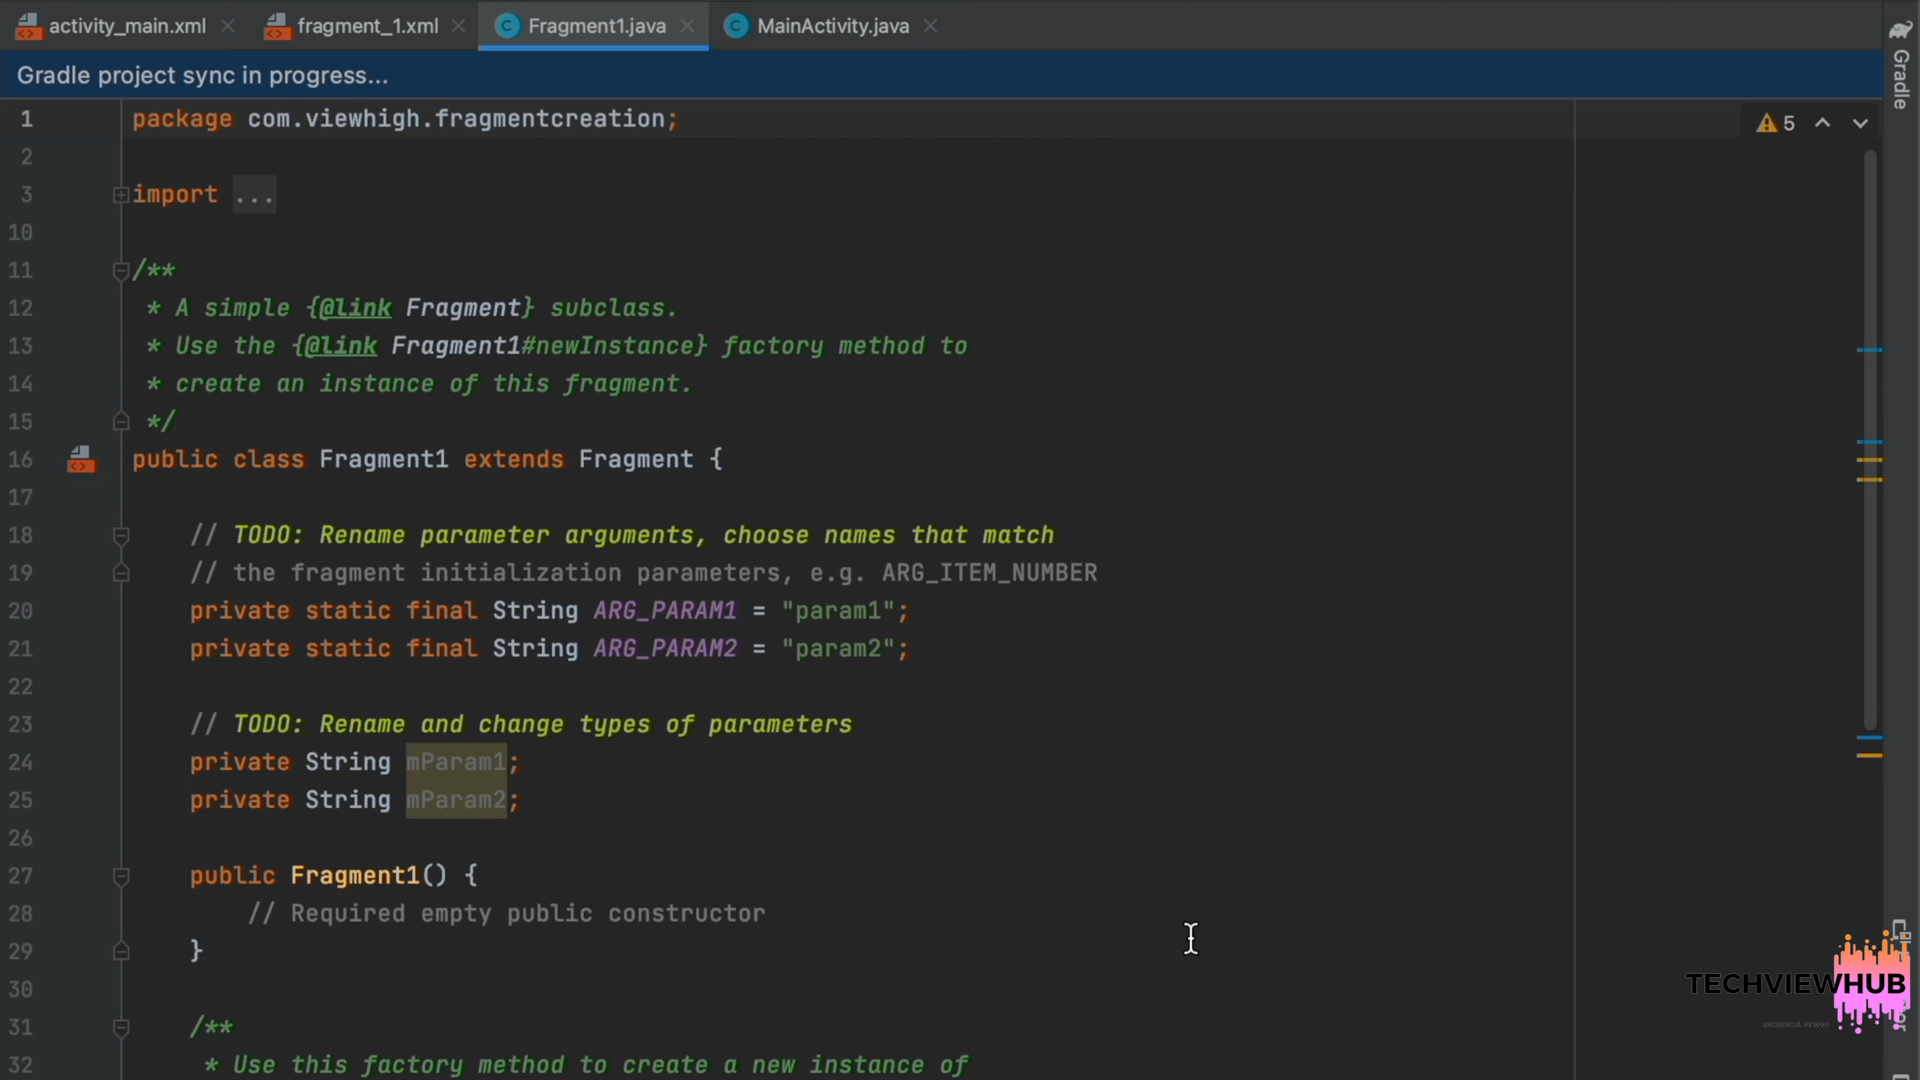 activity_main.xml fragment_1.xml Fragment1.java MainActivity.java
Gradle project sync in progress...
Gradle
1 package com.viewhigh.fragmentcreation;
5
2
3 import ...
10
11 /**
12 * A simple {@link Fragment} subclass.
13 * Use the {@link Fragment1#newInstance} factory method to
14 * create an instance of this fragment.
15 */
16 public class Fragment1 extends Fragment {
17
18 // TODO: Rename parameter arguments, choose names that match
19 // the fragment initialization parameters, e.g. ARG_ITEM_NUMBER
20 private static final String ARG_PARAM1 = "param1";
21 private static final String ARG_PARAM2 = "param2";
22
23 // TODO: Rename and change types of parameters
24 private String mParam1;
25 private String mParam2;
26
27 public Fragment1() {
28 // Required empty public constructor
29 }
30
31 /**
32 * Use this factory method to create a new instance of
TECHVIEWHUB